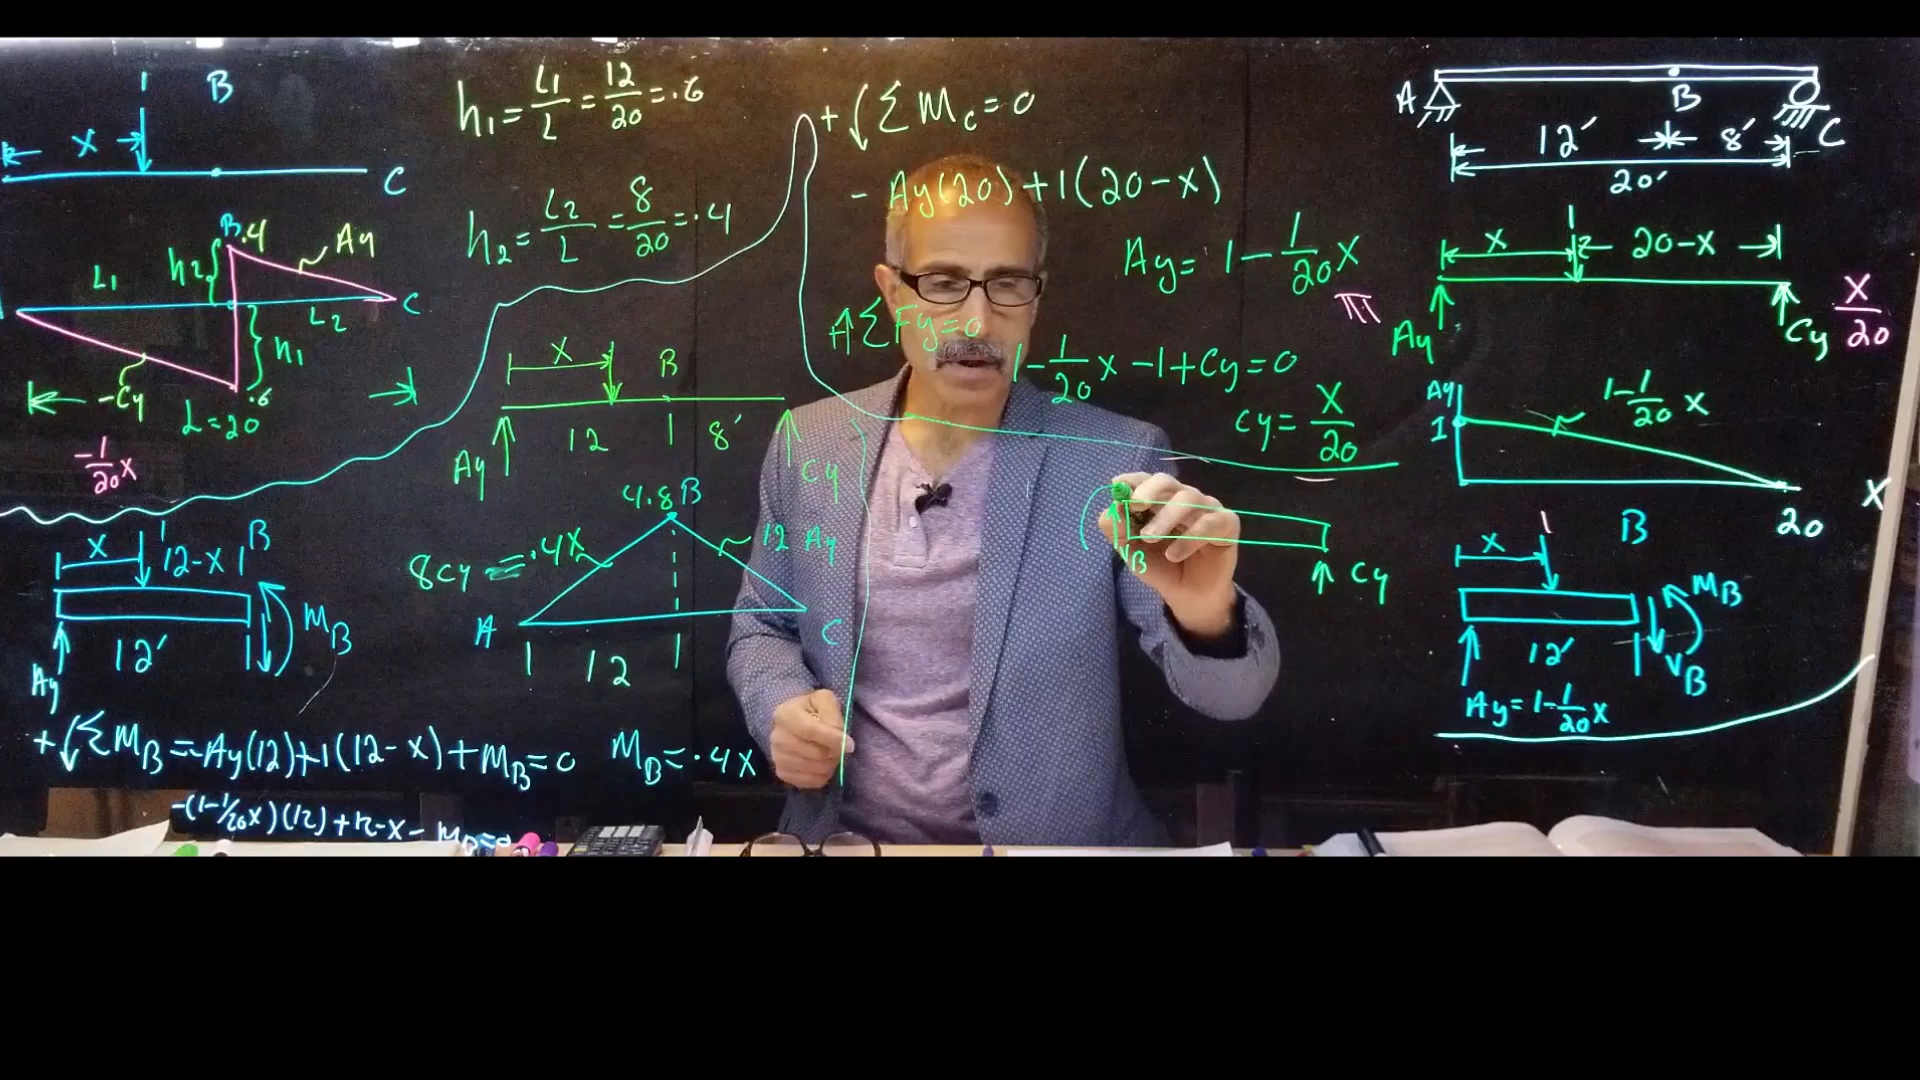 B
X
C
B .4
Ay
h2
L1
L2
C
h1
-Cy
L=20
.6
-1/20 x
X
1
12-x
B
MB
12'
Ay
+ ΣMB = -Ay(12)+1(12-x)+MB=0 MB=.4x
-(1-1/20x)(12)+12-x-MB=0
h1 = L1/L = 12/20 = .6
h2 = L2/L = 8/20 = .4
X
B
12
8'
Ay
Cy
4.8 B
8Cy = .4x
12 Ay
A
C
12
+ ΣMc = 0
- Ay(20)+1(20-x)
Ay = 1 - 1/20 x
ΣFy=0
1 - 1/20 x -1+Cy=0
Cy = x/20
VB
Cy
A
B
C
12'
8'
20'
1
X
20-x
Ay
Cy
x/20
Ay
1
1-1/20 x
20
X
1
X
B
MB
12'
VB
Ay=1-1/20 x